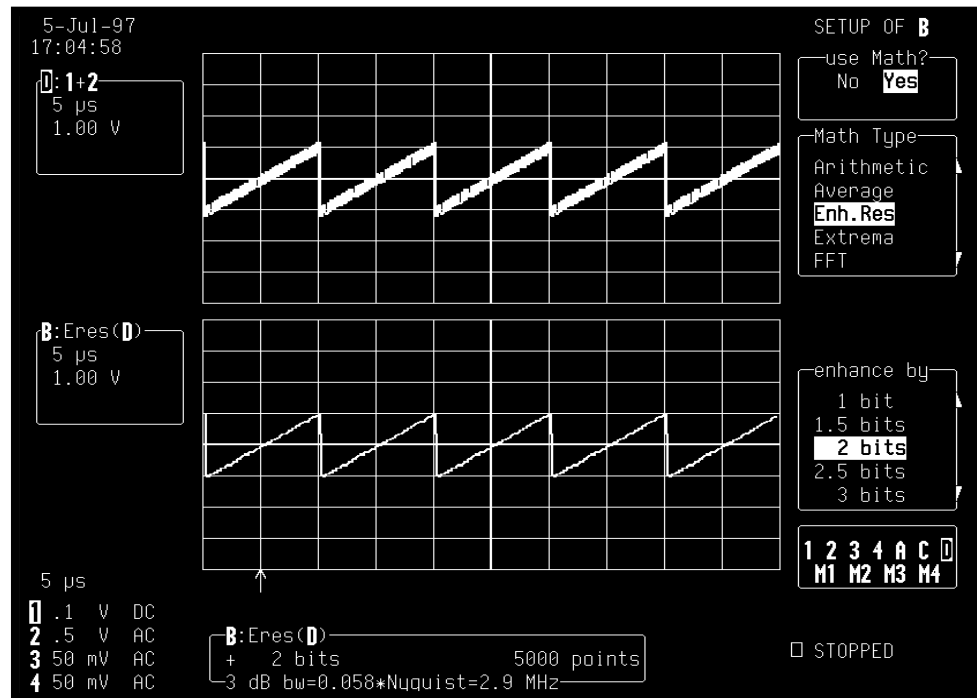 5-Jul-97
17:04:58
D:1+2
5 µs
1.00 V
B:Eres(D)
5 µs
1.00 V
5 µs
1 .1 V DC
2 .5 V AC
3 50 mV AC
4 50 mV AC
B:Eres(D)
+ 2 bits 5000 points
3 dB bw=0.058*Nyquist=2.9 MHz
SETUP OF B
use Math?
No Yes
Math Type
Arithmetic
Average
Enh.Res
Extrema
FFT
enhance by
1 bit
1.5 bits
2 bits
2.5 bits
3 bits
1 2 3 4 A C D
M1 M2 M3 M4
STOPPED